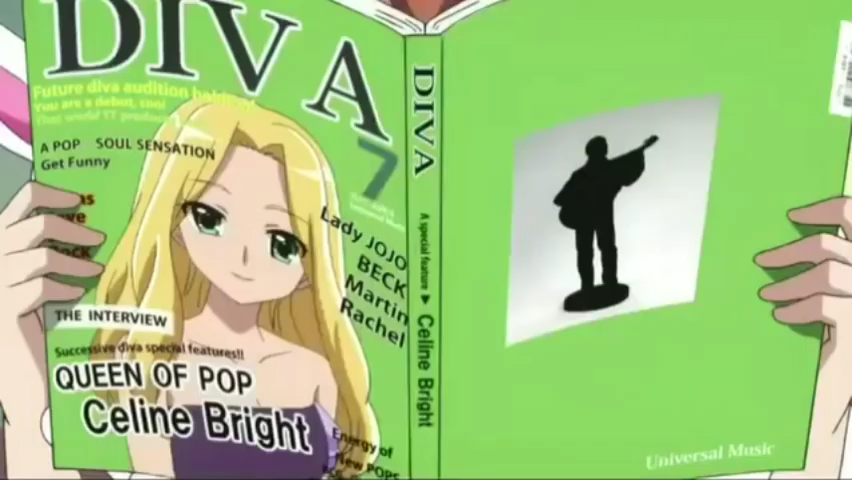 DIVA
Future diva audition
You are a debut, cool
A POP SOUL SENSATION
Get Funny
7
Lady JOJO
BECK
Martin
Rachel
THE INTERVIEW
Successive diva special features!!
QUEEN OF POP
Celine Bright
Energy of
New POPS
DIVA
A special feature ▶ Celine Bright
Universal Music